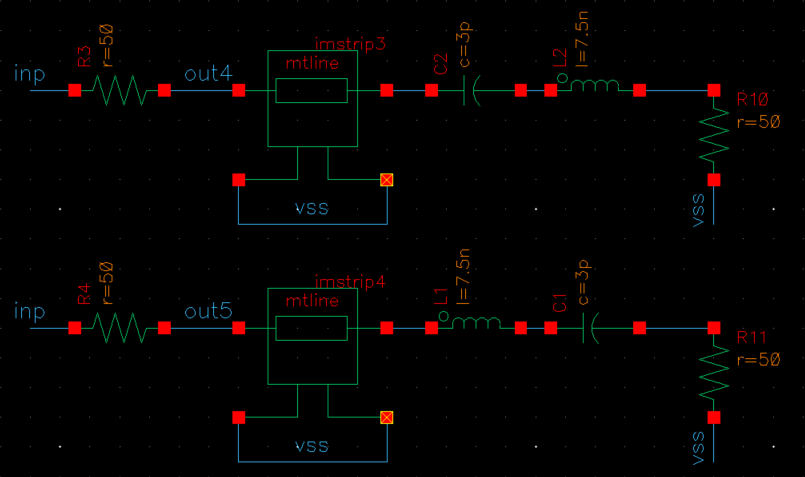 R3
r=50
imstrip3
mtline
C2
c=3p
L2
l=7.5n
inp
out4
R10
r=50
vss
vss
R4
r=50
imstrip4
mtline
L1
l=7.5n
C1
c=3p
inp
out5
R11
r=50
vss
vss